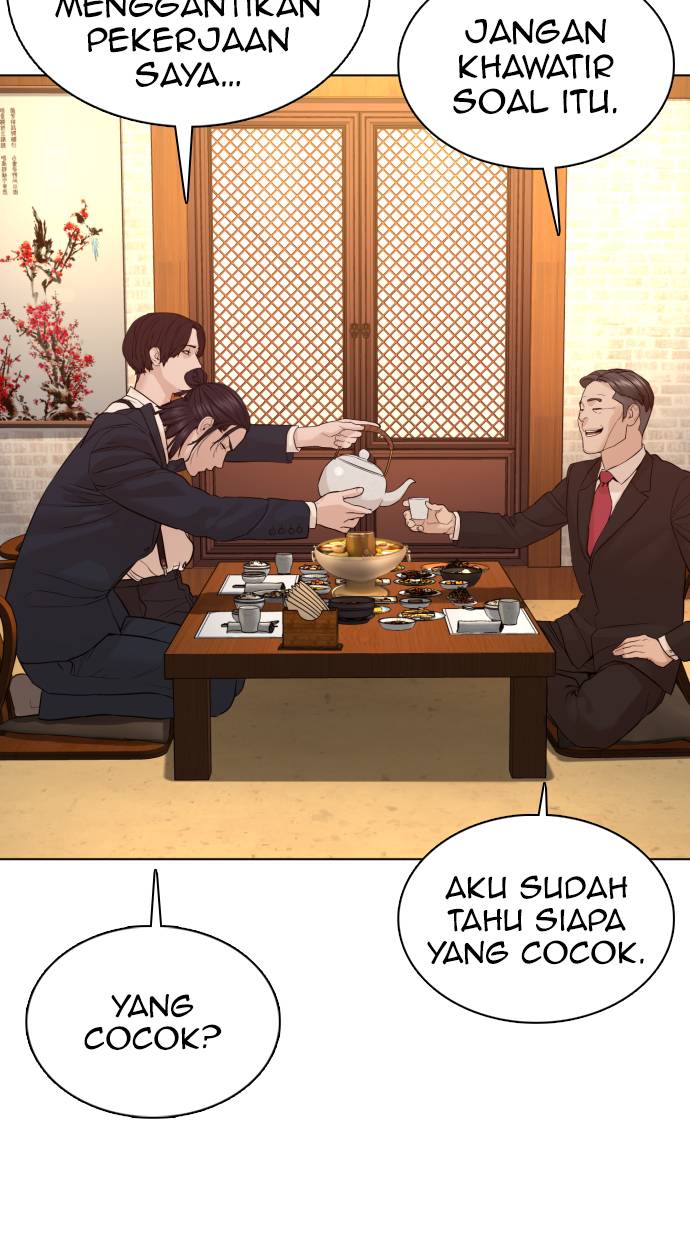 MENGGANTIKAN
PEKERJAAN
SAYA...
JANGAN
KHAWATIR
SOAL ITU.
AKU SUDAH
TAHU SIAPA
YANG COCOK.
YANG
COCOK?